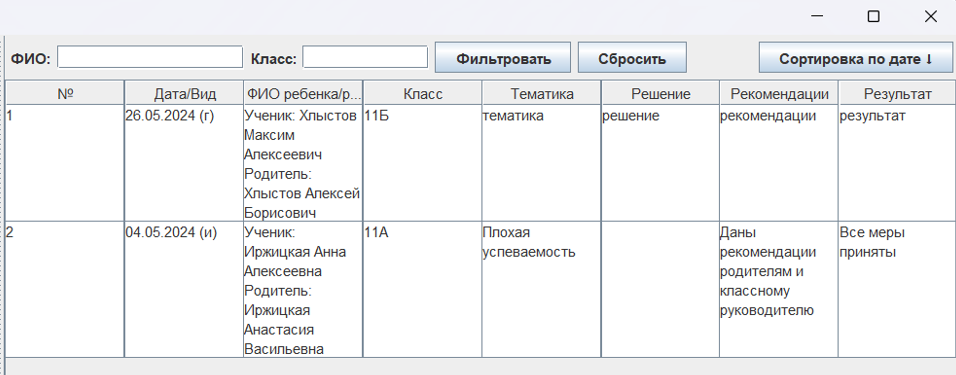 ФИО: Класс: Фильтровать Сбросить Сортировка по дате ↓
№ Дата/Вид ФИО ребенка/р... Класс Тематика Решение Рекомендации Результат
1 26.05.2024 (г) Ученик: Хлыстов 11Б тематика решение рекомендации результат
Максим
Алексеевич
Родитель:
Хлыстов Алексей
Борисович
2 04.05.2024 (и) Ученик: 11А Плохая Даны Все меры
Иржицкая Анна успеваемость рекомендации приняты
Алексеевна родителям и
Родитель: классному
Иржицкая руководителю
Анастасия
Васильевна